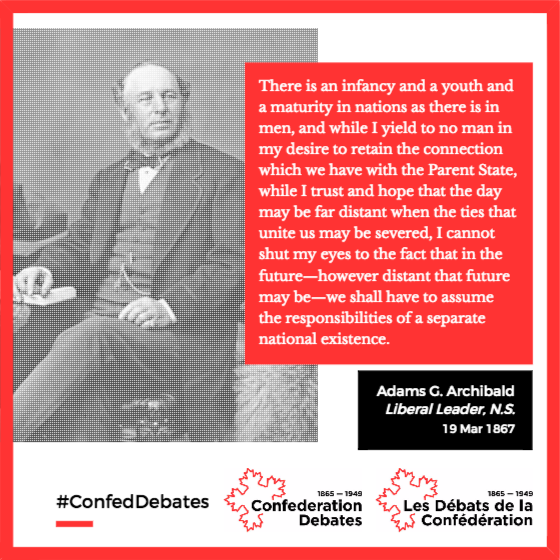 There is an infancy and a youth and
a maturity in nations as there is in
men, and while I yield to no man in
my desire to retain the connection
which we have with the Parent State,
while I trust and hope that the day
may be far distant when the ties that
unite us may be severed, I cannot
shut my eyes to the fact that in the
future—however distant that future
may be—we shall have to assume
the responsibilities of a separate
national existence.
Adams G. Archibald
Liberal Leader, N.S.
19 Mar 1867
#ConfedDebates
1865 — 1949
Confederation
Debates
1865 — 1949
Les Débats de la
Confédération